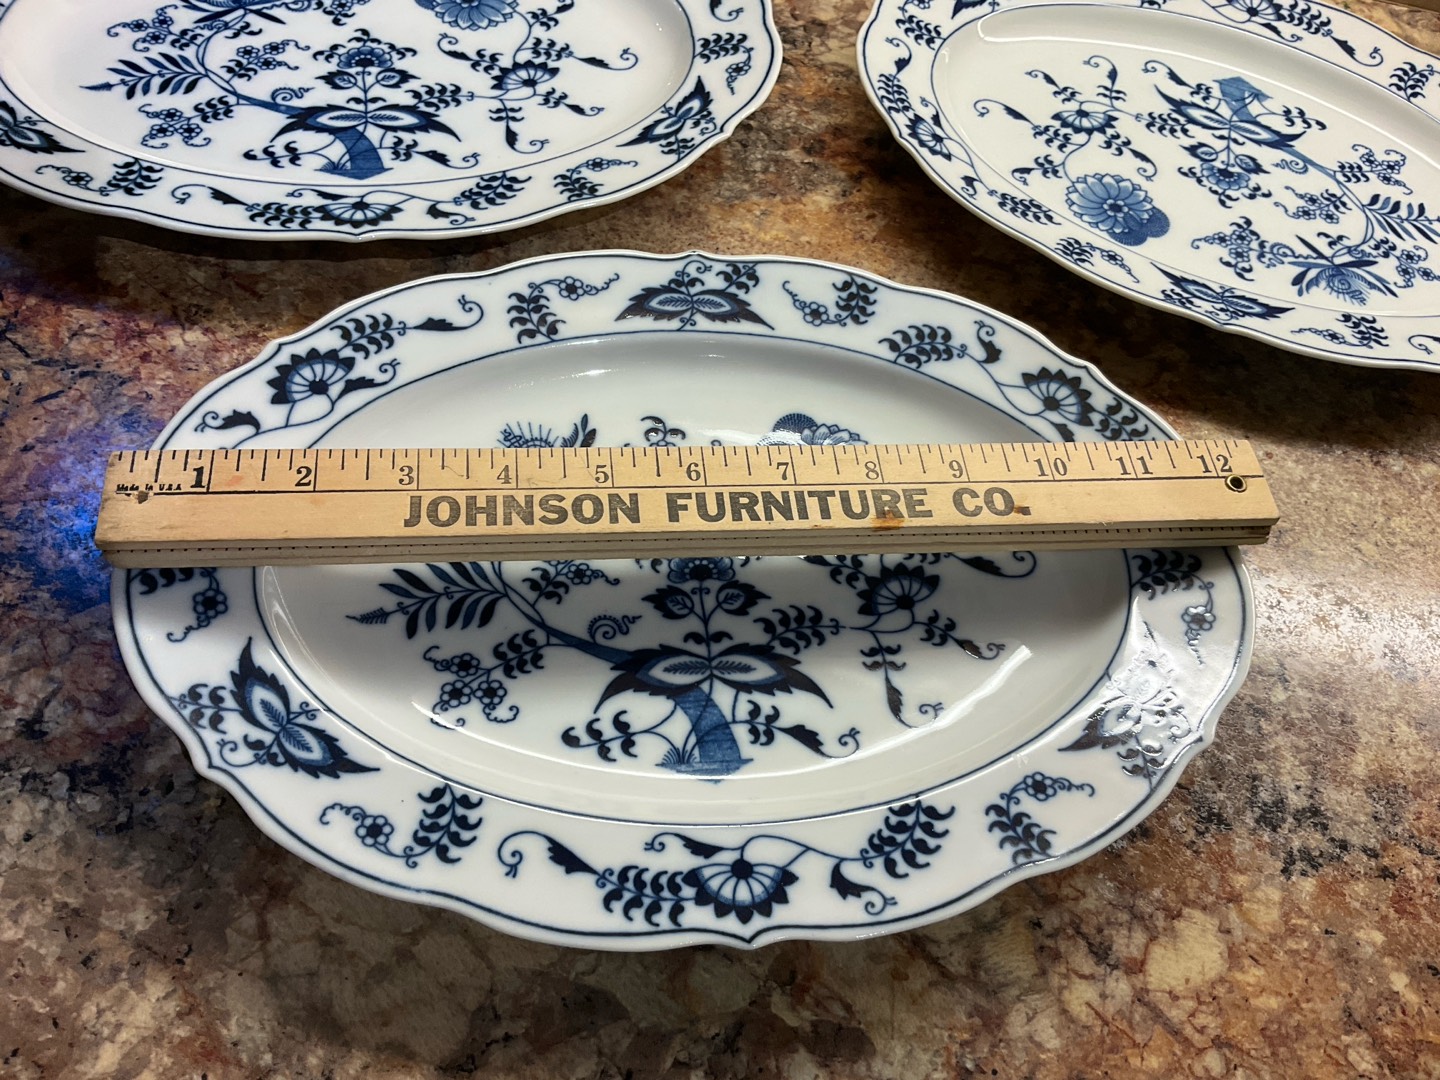 1 2 3 4 5 6 7 8 9 10 11 12
Made in U.S.A
JOHNSON FURNITURE CO.